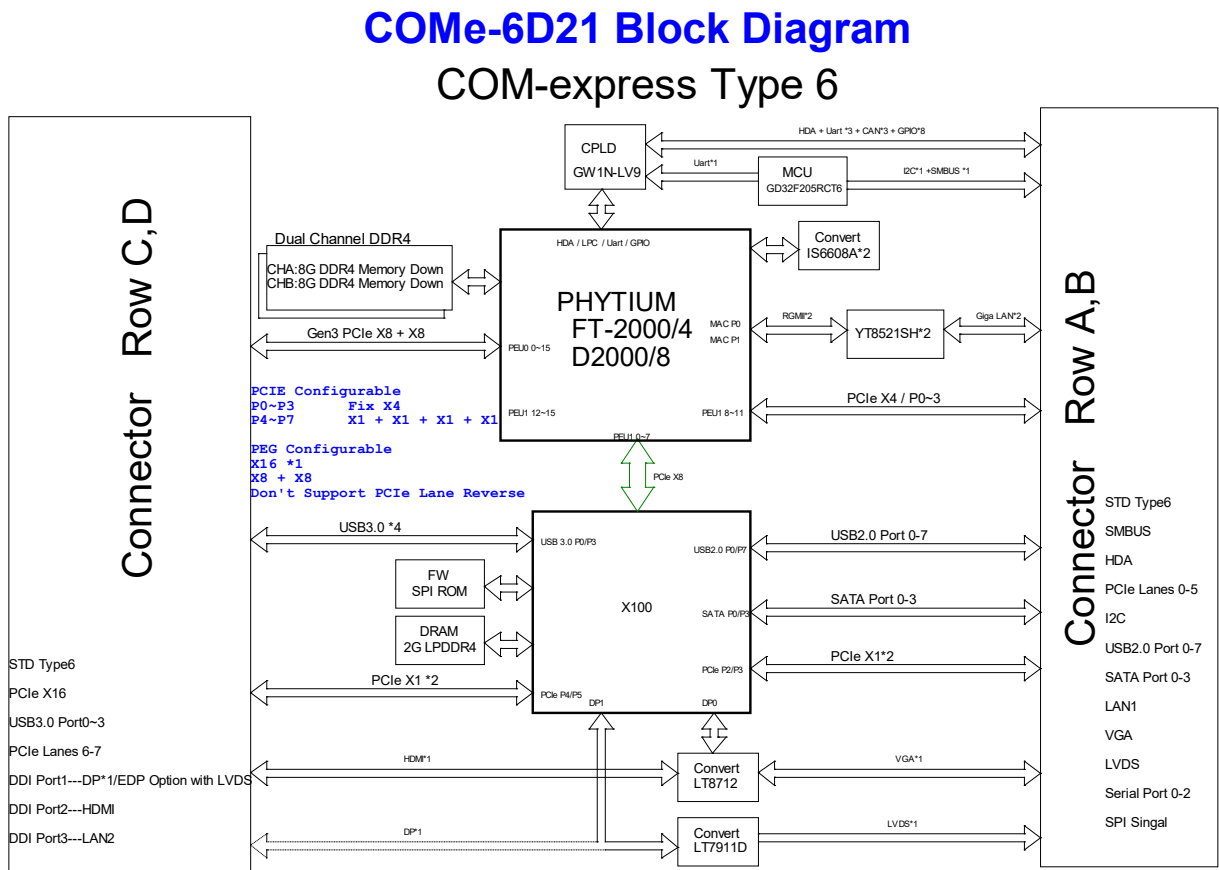 COMe-6D21 Block Diagram
COM-express Type 6
Connector Row C,D
STD Type6
PCIe X16
USB3.0 Port0~3
PCIe Lanes 6-7
DDI Port1---DP*1/EDP Option with LVDS
DDI Port2---HDMI
DDI Port3---LAN2
CPLD
GW1N-LV9
HDA + Uart *3 + CAN*3 + GPIO*8
Uart*1
MCU
GD32F205RCT6
I2C*1 +SMBUS *1
Dual Channel DDR4
CHA:8G DDR4 Memory Down
CHB:8G DDR4 Memory Down
HDA / LPC / Uart / GPIO
PHYTIUM
FT-2000/4
D2000/8
Convert
IS6608A*2
MAC P0
MAC P1
RGMII*2
YT8521SH*2
Giga LAN*2
Gen3 PCIe X8 + X8
PEU0 0~15
PEU1 12~15
PEU1 8~11
PEU1 0~7
PCIe X4 / P0~3
PCIE Configurable
P0~P3 Fix X4
P4~P7 X1 + X1 + X1 + X1
PEG Configurable
X16 *1
X8 + X8
Don't Support PCIe Lane Reverse
PCIe X8
USB3.0 *4
USB 3.0 P0/P3
USB2.0 P0/P7
USB2.0 Port 0-7
FW
SPI ROM
X100
SATA P0/P3
SATA Port 0-3
DRAM
2G LPDDR4
PCIe P2/P3
PCIe X1*2
PCIe X1 *2
PCIe P4/P5
DP1
DP0
HDMI*1
Convert
LT8712
VGA*1
DP*1
Convert
LT7911D
LVDS*1
Connector Row A,B
STD Type6
SMBUS
HDA
PCIe Lanes 0-5
I2C
USB2.0 Port 0-7
SATA Port 0-3
LAN1
VGA
LVDS
Serial Port 0-2
SPI Singal